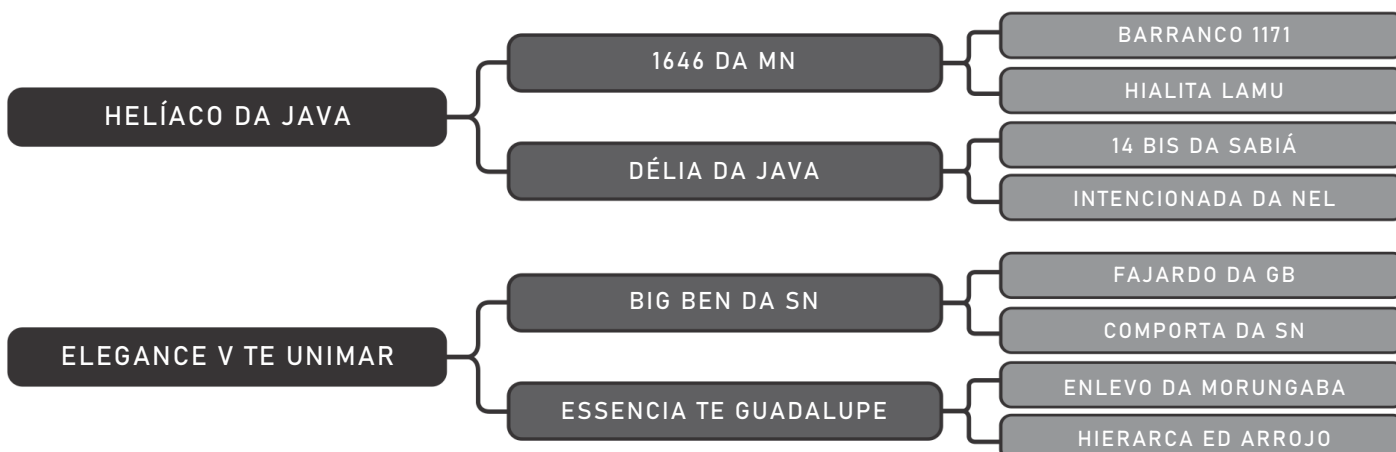 HELÍACO DA JAVA
1646 DA MN
BARRANCO 1171
HIALITA LAMU
DÉLIA DA JAVA
14 BIS DA SABIÁ
INTENCIONADA DA NEL
ELEGANCE V TE UNIMAR
BIG BEN DA SN
FAJARDO DA GB
COMPORTA DA SN
ESSENCIA TE GUADALUPE
ENLEVO DA MORUNGABA
HIERARCA ED ARROJO